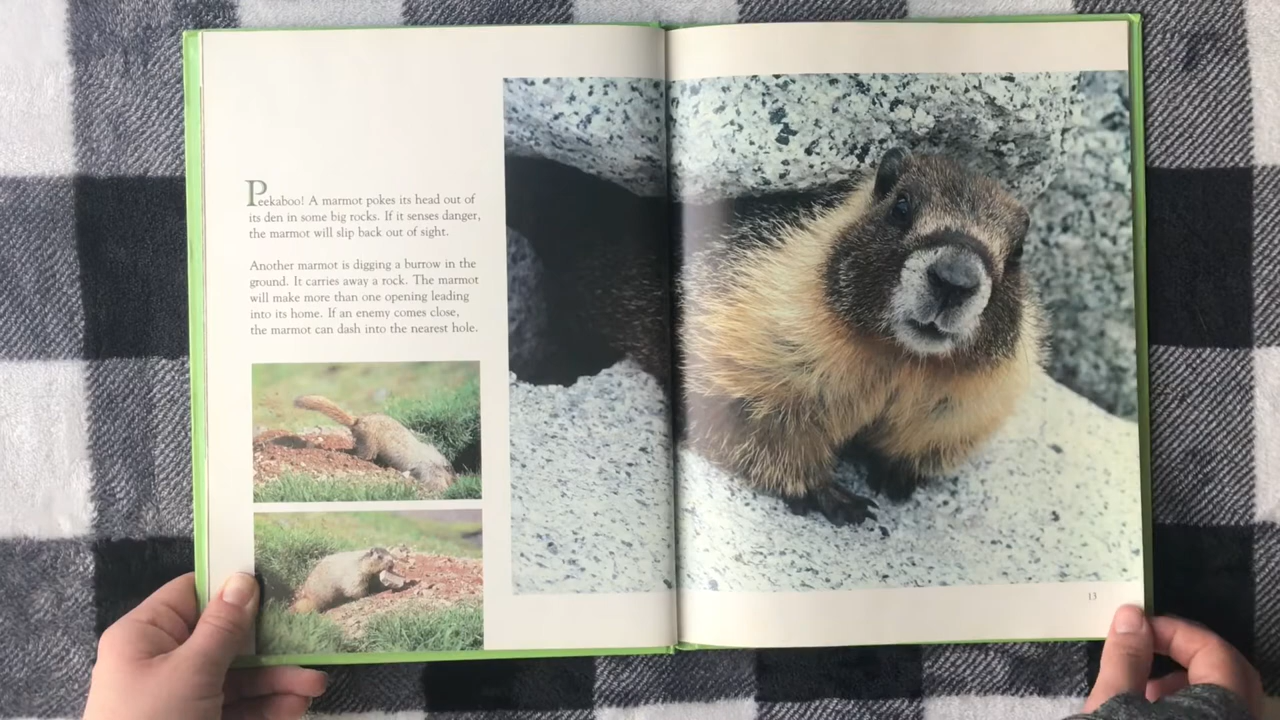 Peekaboo! A marmot pokes its head out of
its den in some big rocks. If it senses danger,
the marmot will slip back out of sight.
Another marmot is digging a burrow in the
ground. It carries away a rock. The marmot
will make more than one opening leading
into its home. If an enemy comes close,
the marmot can dash into the nearest hole.
13